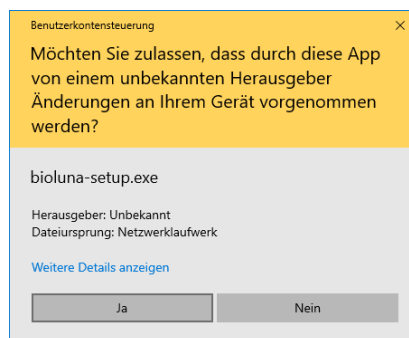 Benutzerkontensteuerung
Möchten Sie zulassen, dass durch diese App
von einem unbekannten Herausgeber
Änderungen an Ihrem Gerät vorgenommen
werden?
bioluna-setup.exe
Herausgeber: Unbekannt
Dateiursprung: Netzwerklaufwerk
Weitere Details anzeigen
Ja
Nein